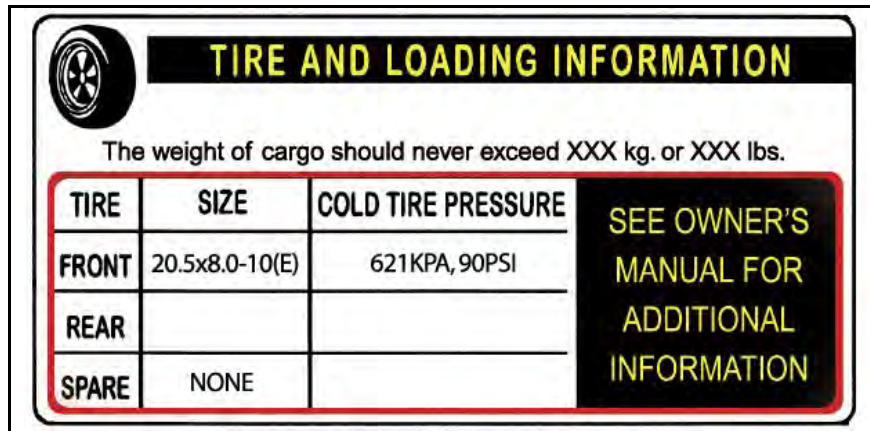 TIRE AND LOADING INFORMATION
The weight of cargo should never exceed XXX kg. or XXX lbs.
TIRE SIZE COLD TIRE PRESSURE
FRONT 20.5x8.0-10(E) 621KPA, 90PSI
REAR
SPARE NONE
SEE OWNER'S
MANUAL FOR
ADDITIONAL
INFORMATION